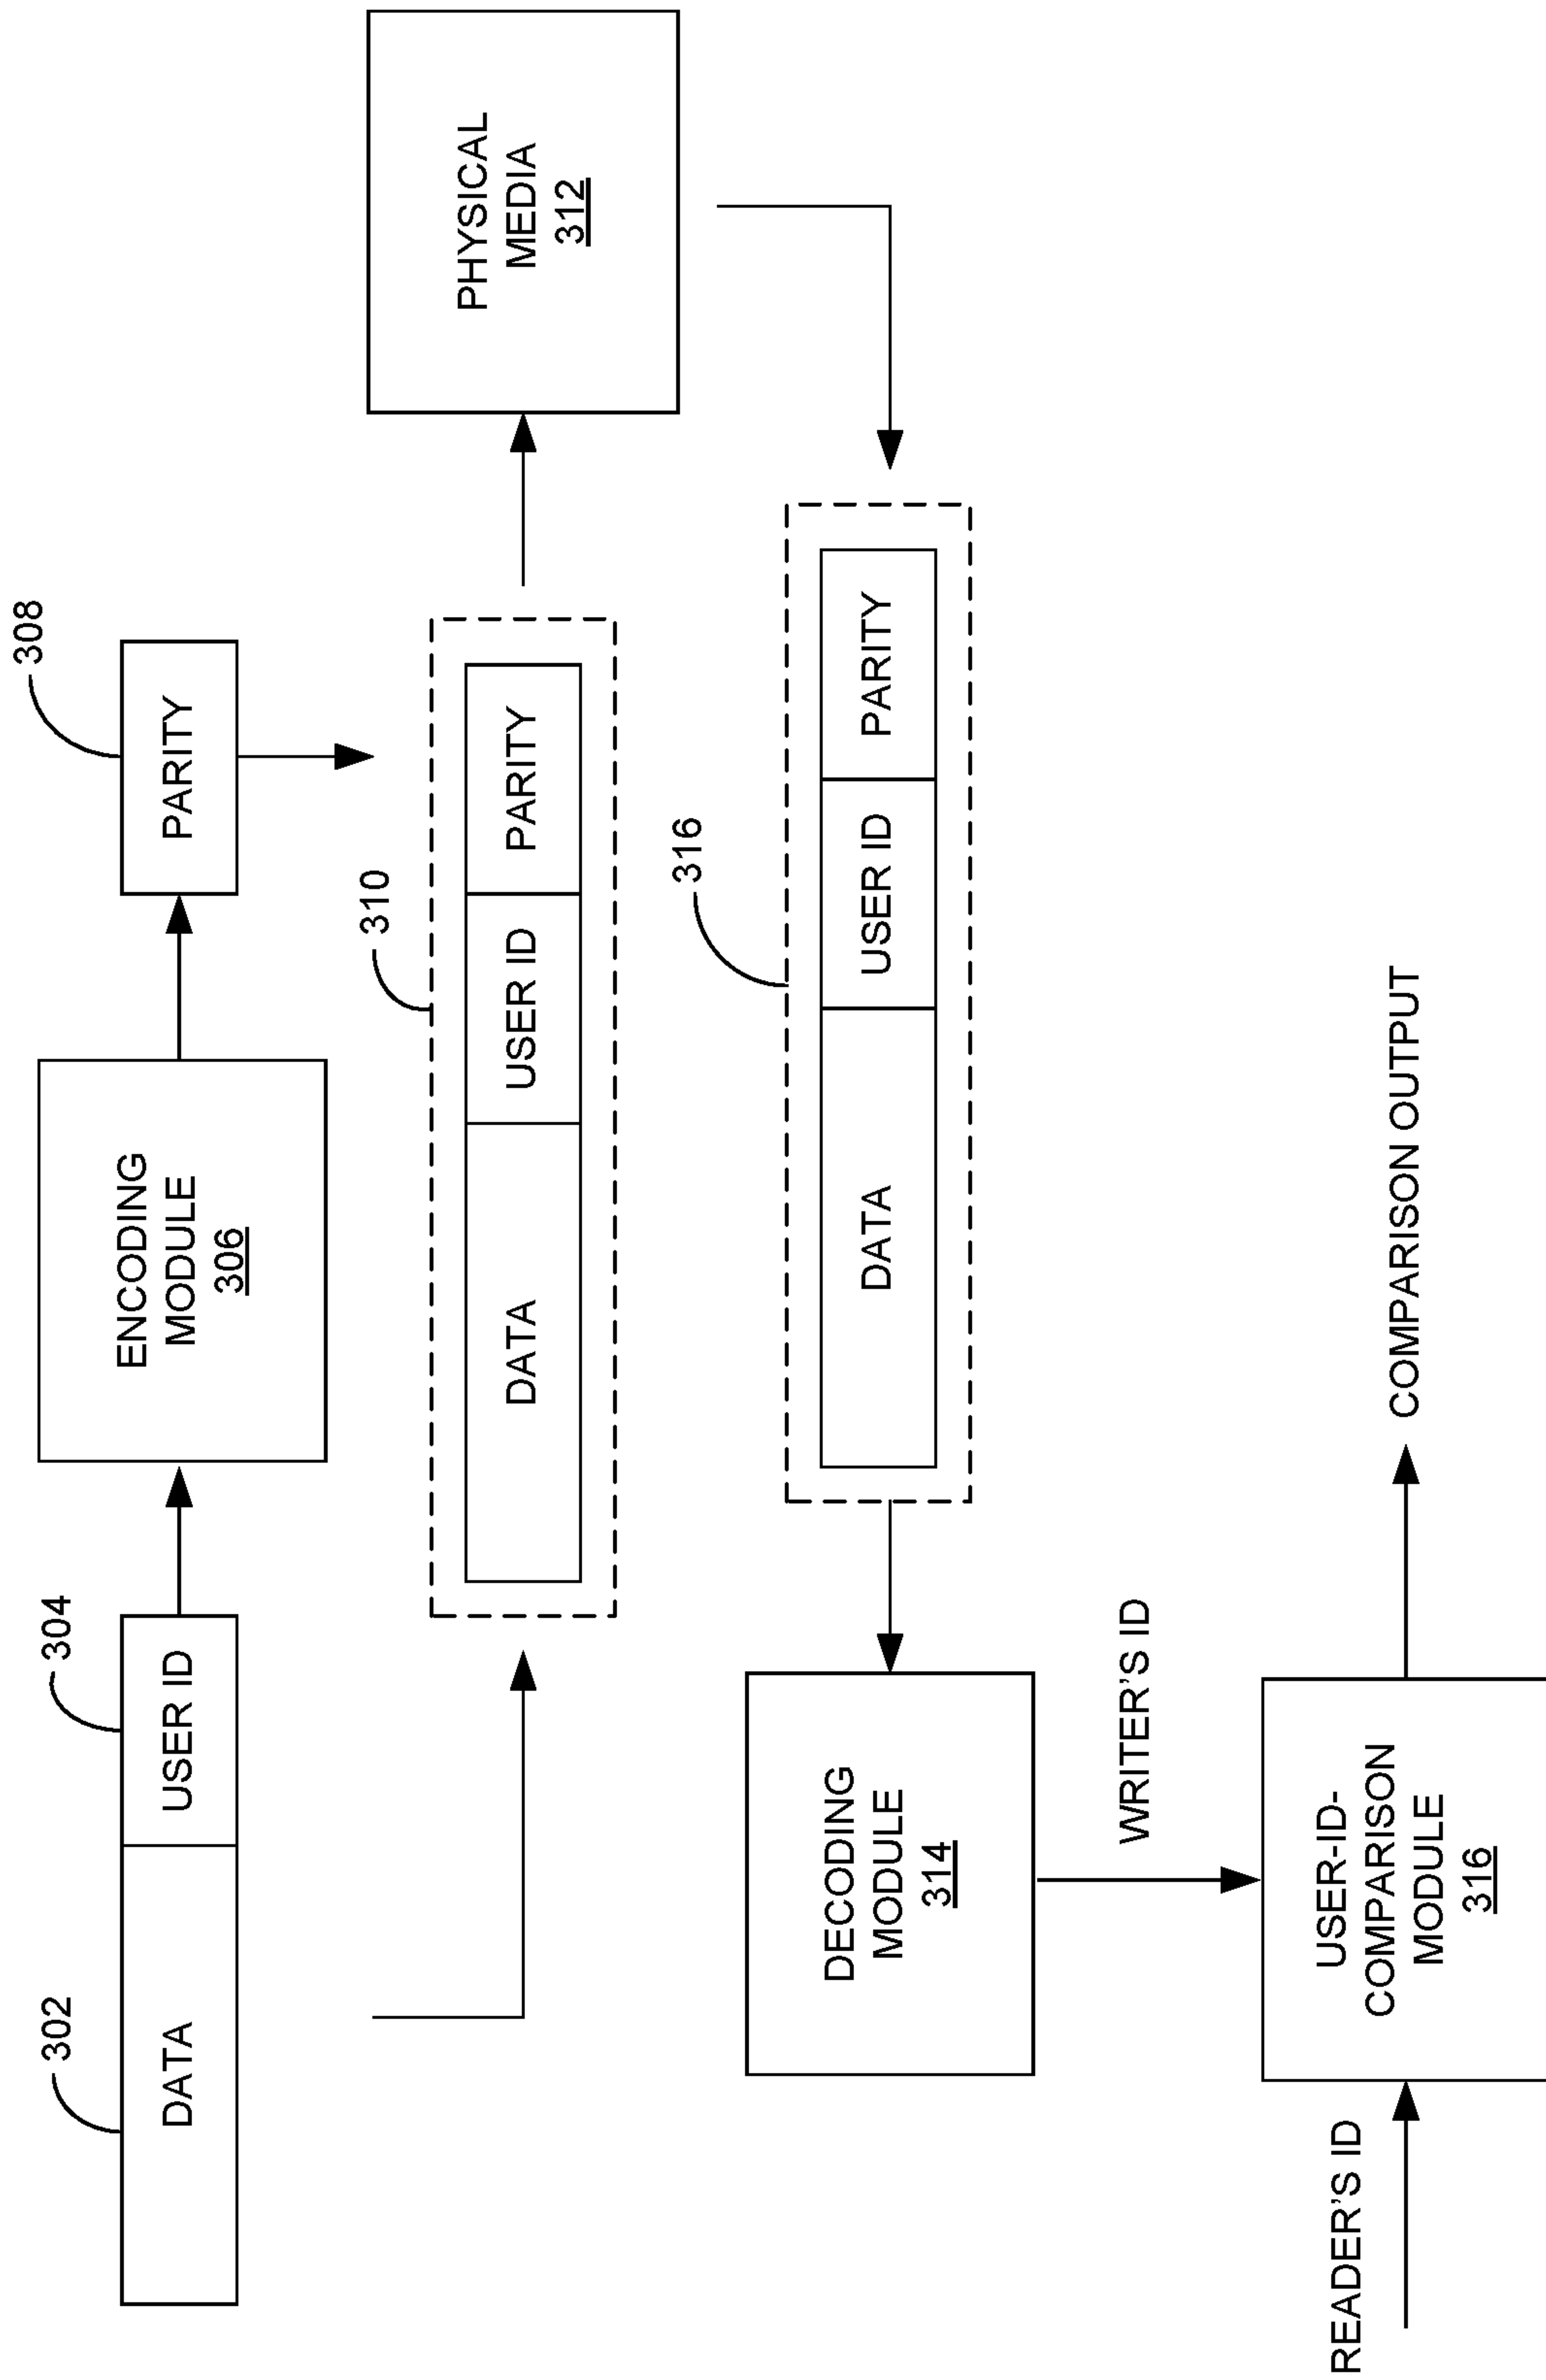 302
304
308
DATA
USER ID
ENCODING
MODULE
306
PARITY
310
DATA
USER ID
PARITY
PHYSICAL
MEDIA
312
316
DATA
USER ID
PARITY
DECODING
MODULE
314
WRITER'S ID
READER'S ID
USER-ID-
COMPARISON
MODULE
316
COMPARISON OUTPUT